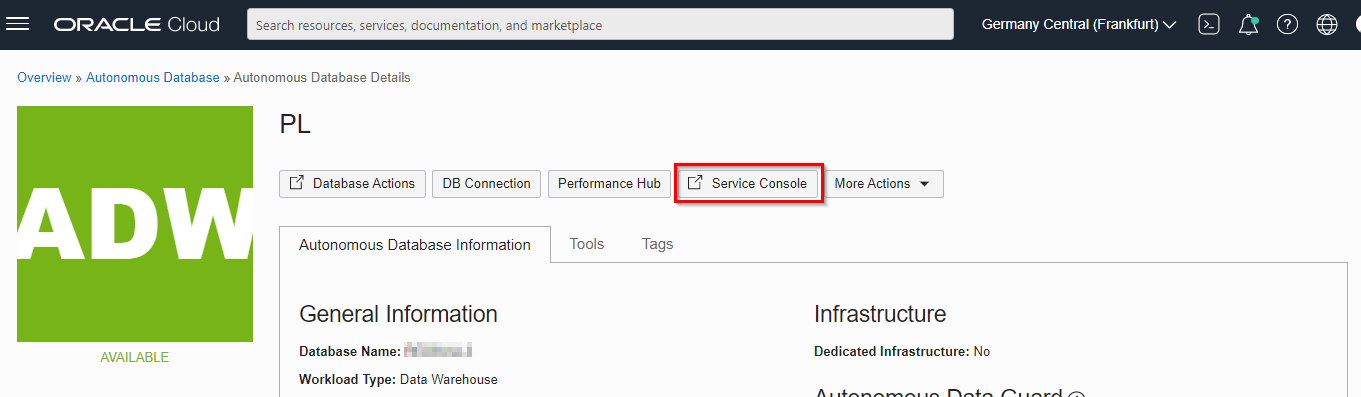 ORACLE Cloud
Search resources, services, documentation, and marketplace
Germany Central (Frankfurt)
Overview » Autonomous Database » Autonomous Database Details
ADW
AVAILABLE
PL
Database Actions
DB Connection
Performance Hub
Service Console
More Actions
Autonomous Database Information
Tools
Tags
General Information
Database Name:
Workload Type: Data Warehouse
Infrastructure
Dedicated Infrastructure: No
Autonomous Data Guard